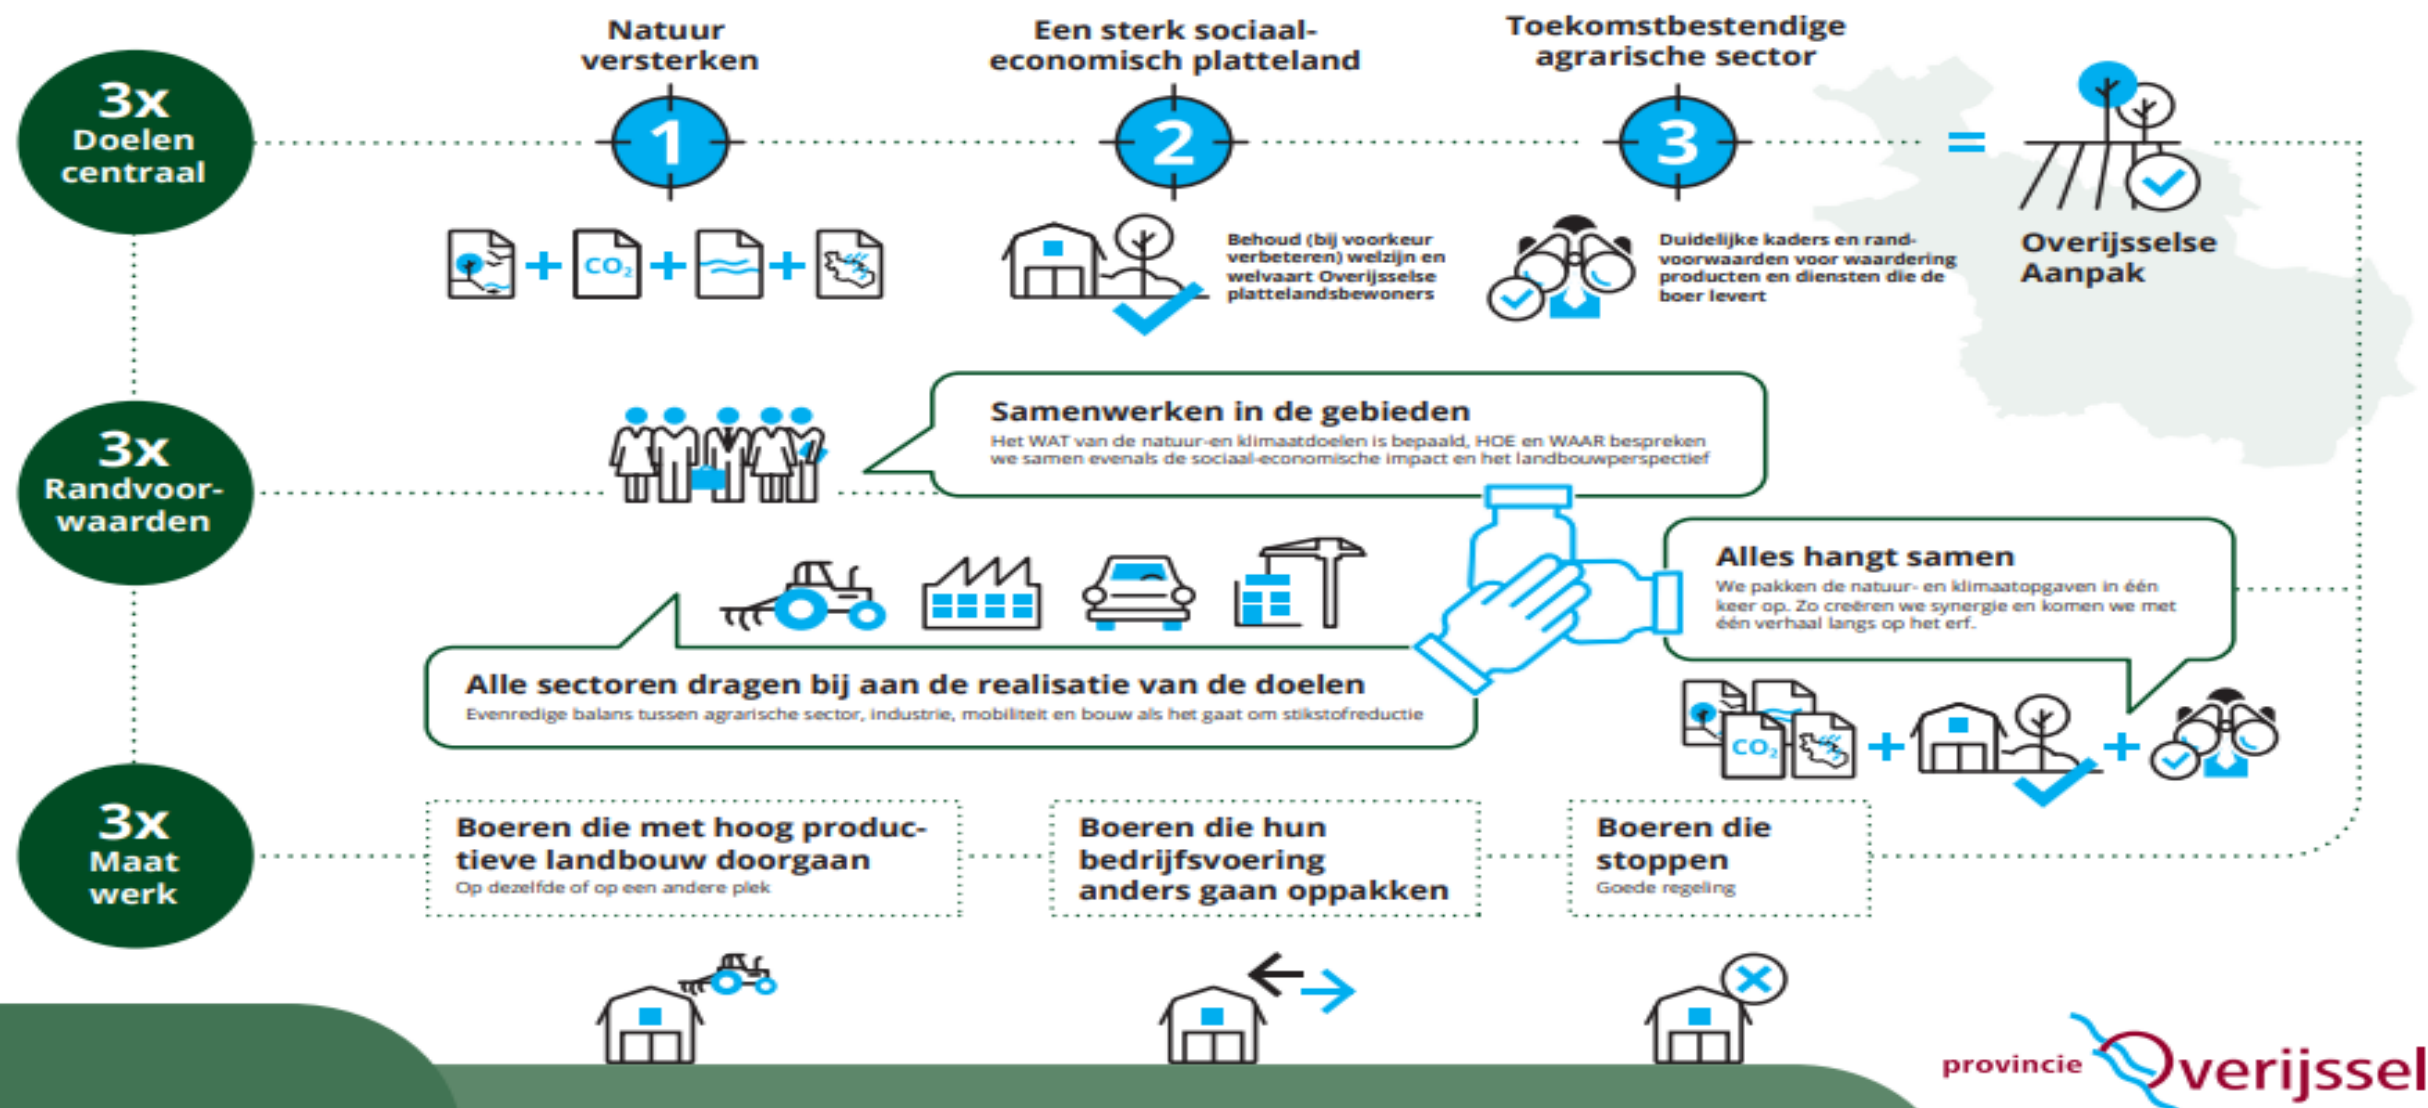 Natuur
versterken
Een sterk sociaal-
economisch platteland
Toekomstbestendige
agrarische sector
3x
Doelen
centraal
1
2
3
=
CO₂
Behoud (bij voorkeur
verbeteren) welzijn en
welvaart Overijsselse
plattelandsbewoners
Duidelijke kaders en rand-
voorwaarden voor waardering
producten en diensten die de
boer levert
Overijsselse
Aanpak
3x
Randvoor-
waarden
Samenwerken in de gebieden
Het WAT van de natuur-en klimaatdoelen is bepaald, HOE en WAAR bespreken
we samen evenals de sociaal-economische impact en het landbouwperspectief
Alles hangt samen
We pakken de natuur- en klimaatopgaven in één
keer op. Zo creëren we synergie en komen we met
één verhaal langs op het erf.
Alle sectoren dragen bij aan de realisatie van de doelen
Evenredige balans tussen agrarische sector, industrie, mobiliteit en bouw als het gaat om stikstofreductie
CO₂
3x
Maat
werk
Boeren die met hoog produc-
tieve landbouw doorgaan
Op dezelfde of op een andere plek
Boeren die hun
bedrijfsvoering
anders gaan oppakken
Boeren die
stoppen
Goede regeling
provincie Overijssel